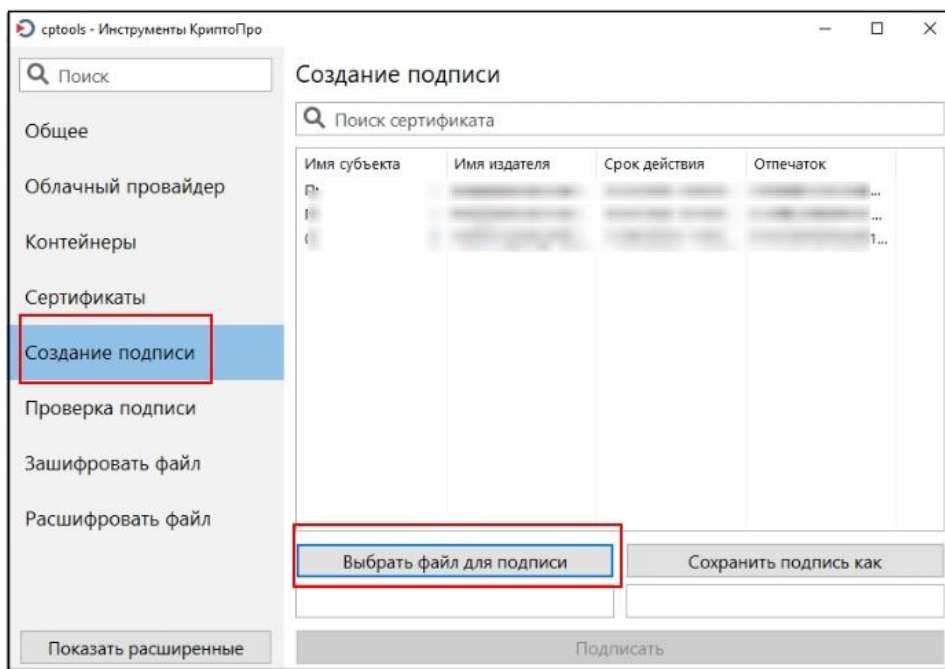 cptools - Инструменты КриптоПро
Поиск
Общее
Облачный провайдер
Контейнеры
Сертификаты
Создание подписи
Проверка подписи
Зашифровать файл
Расшифровать файл
Показать расширенные
Создание подписи
Поиск сертификата
Имя субъекта Имя издателя Срок действия Отпечаток
Выбрать файл для подписи Сохранить подпись как
Подписать